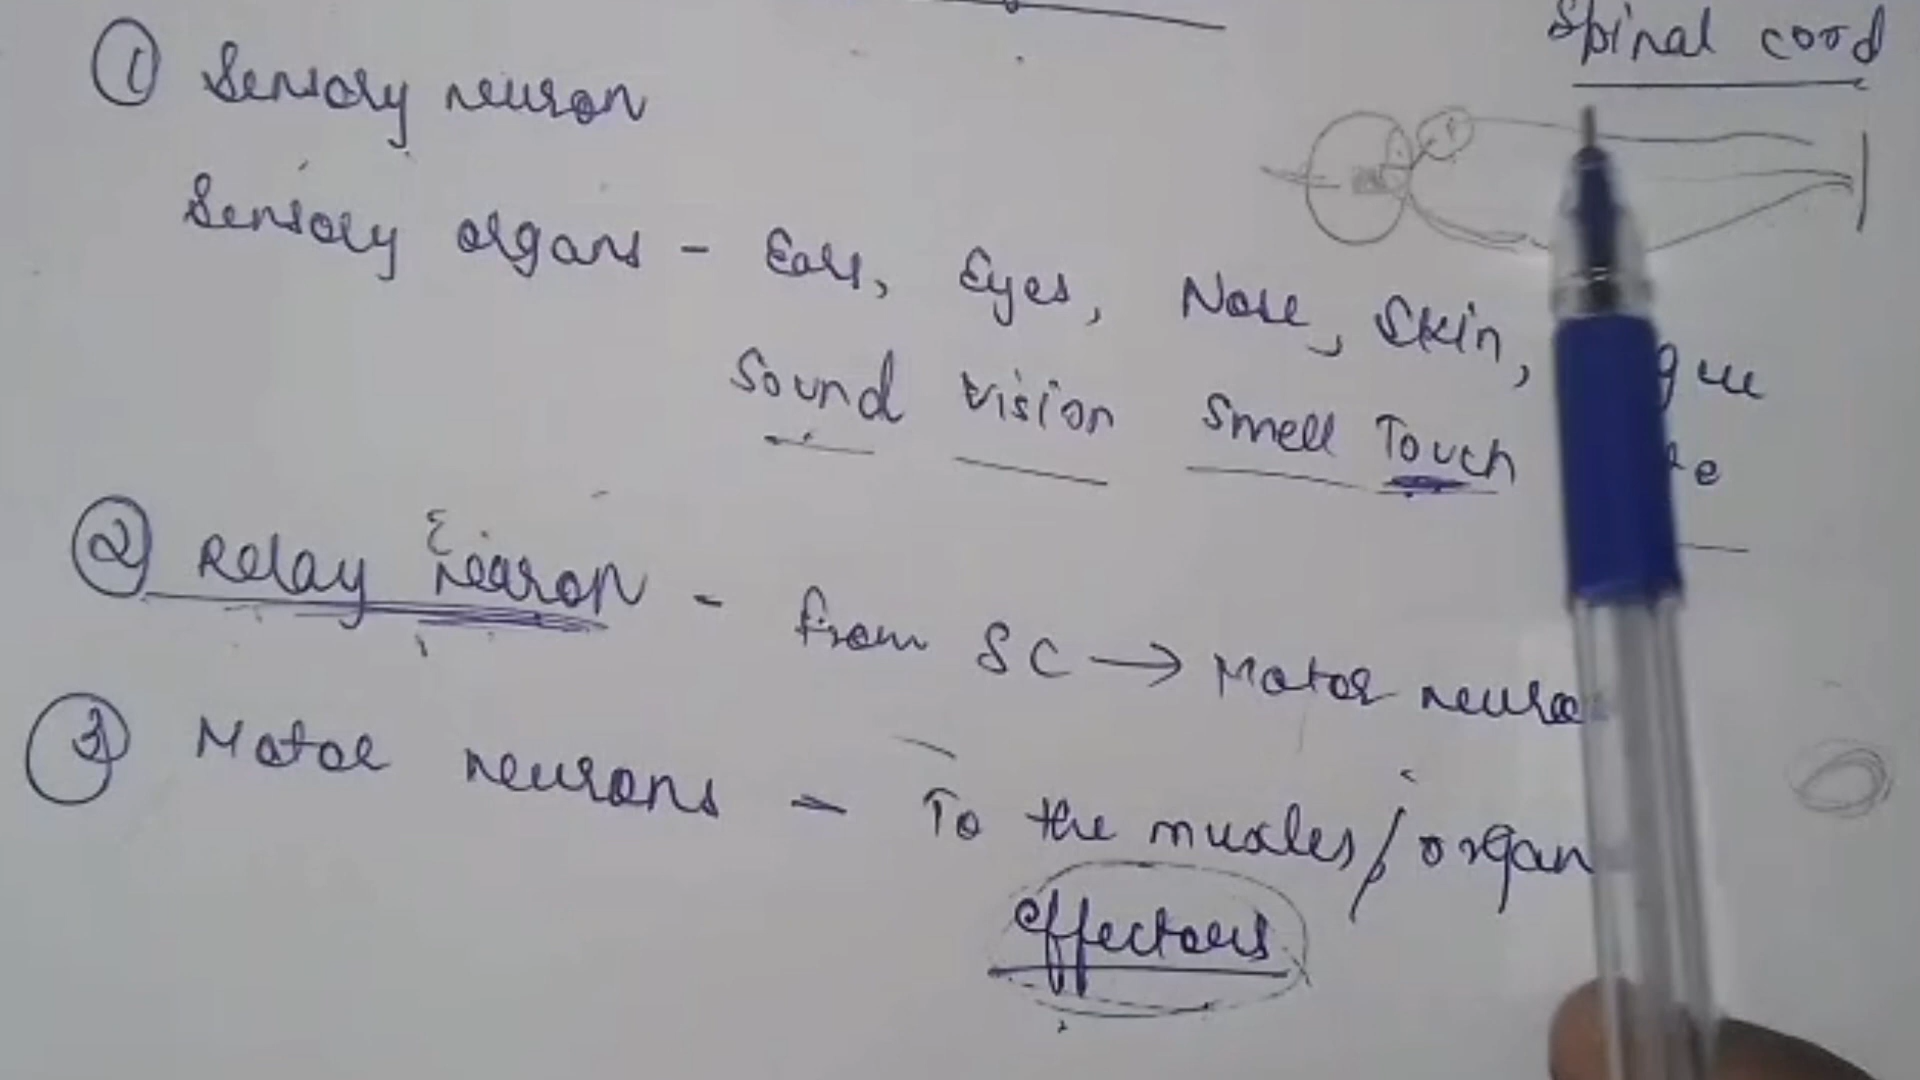 Spinal cord
① Sensory neuron
Sensory organs - Ears, Eyes, Nose, Skin,
Sound Vision Smell Touch
② Relay neuron - from SC → Motor neuron
③ Motor neurons - To the muscles/organ
effectors